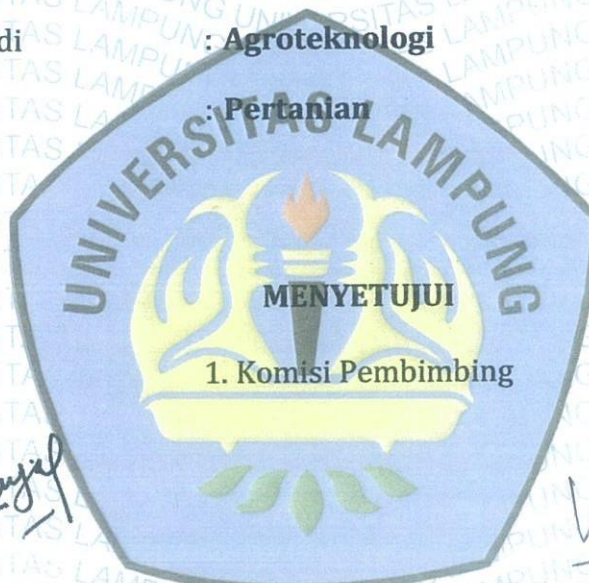 di : Agroteknologi
: Pertanian
UNIVERSITAS LAMPUNG
MENYETUJUI
1. Komisi Pembimbing